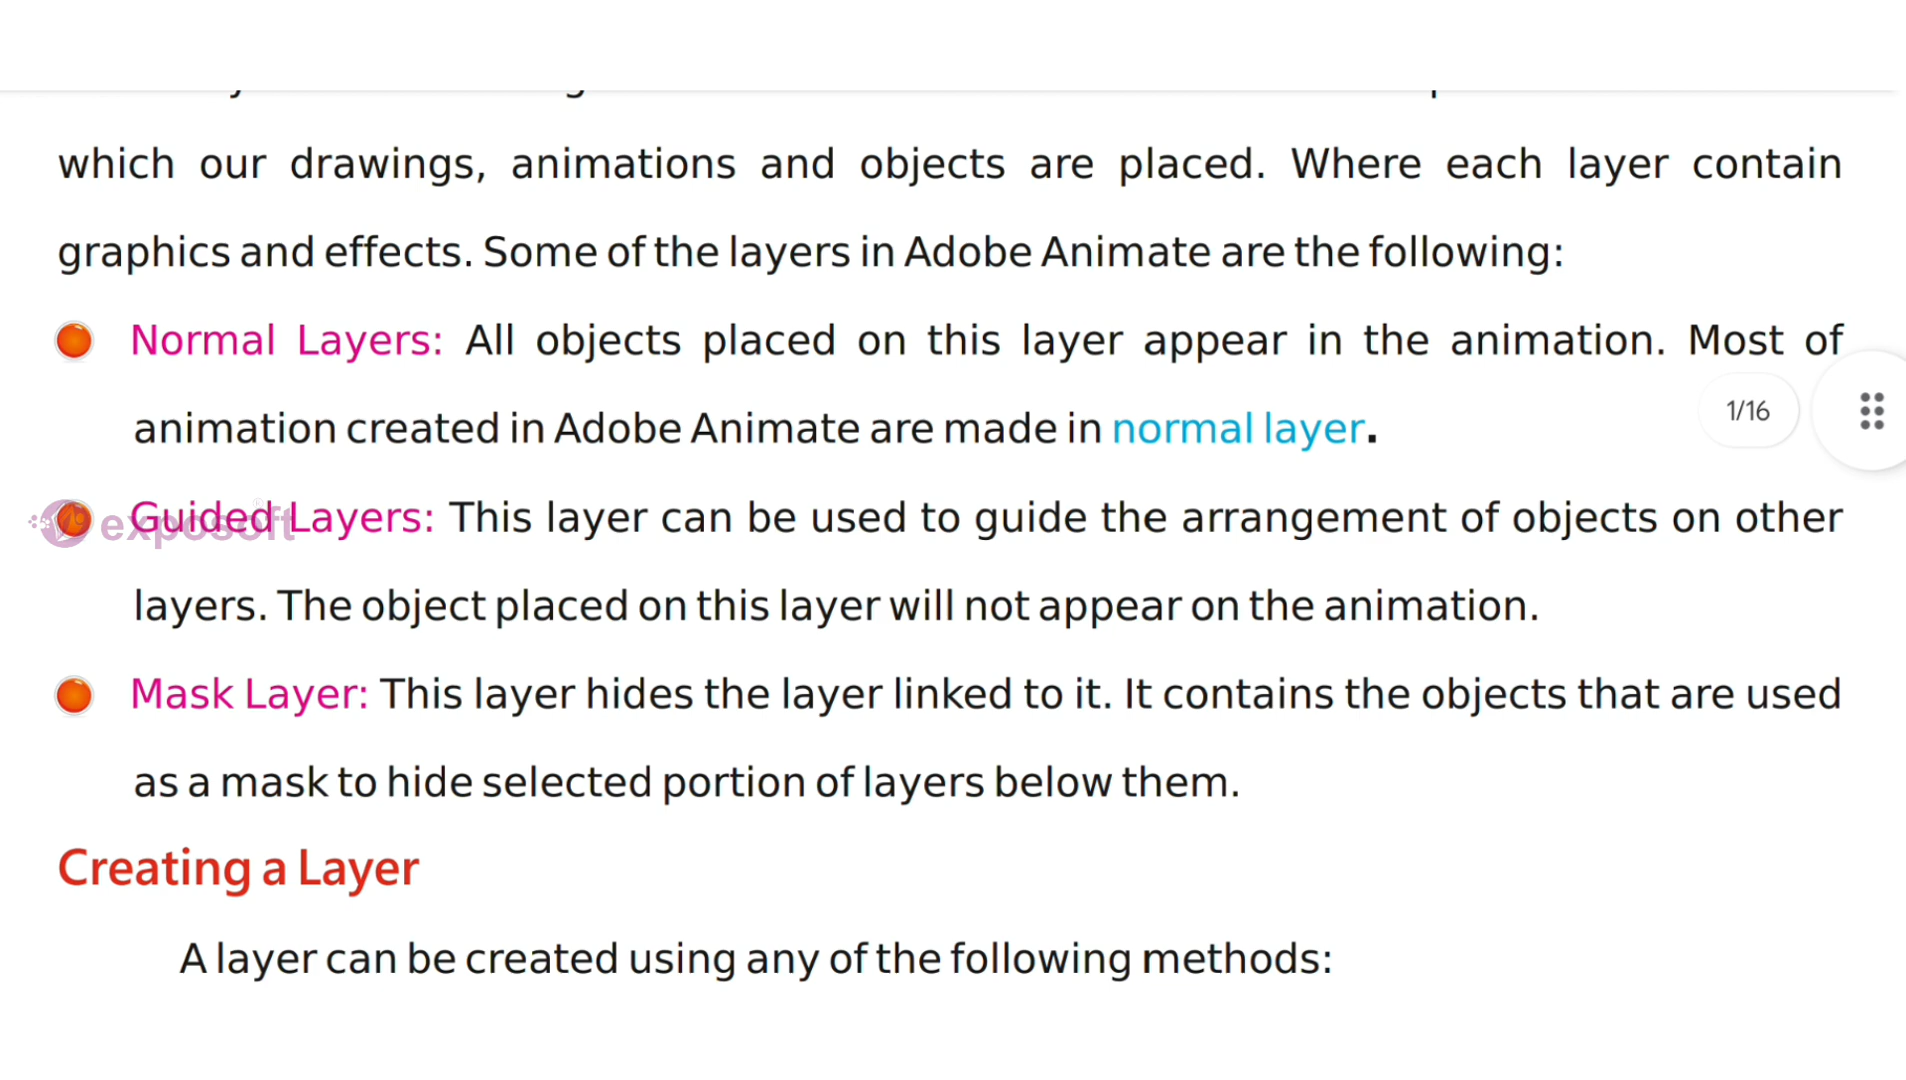 which our drawings, animations and objects are placed. Where each layer contain
graphics and effects. Some of the layers in Adobe Animate are the following:
Normal Layers: All objects placed on this layer appear in the animation. Most of
animation created in Adobe Animate are made in normal layer.
1/16
Guided Layers: This layer can be used to guide the arrangement of objects on other
exposoft
layers. The object placed on this layer will not appear on the animation.
Mask Layer: This layer hides the layer linked to it. It contains the objects that are used
as a mask to hide selected portion of layers below them.
Creating a Layer
A layer can be created using any of the following methods: